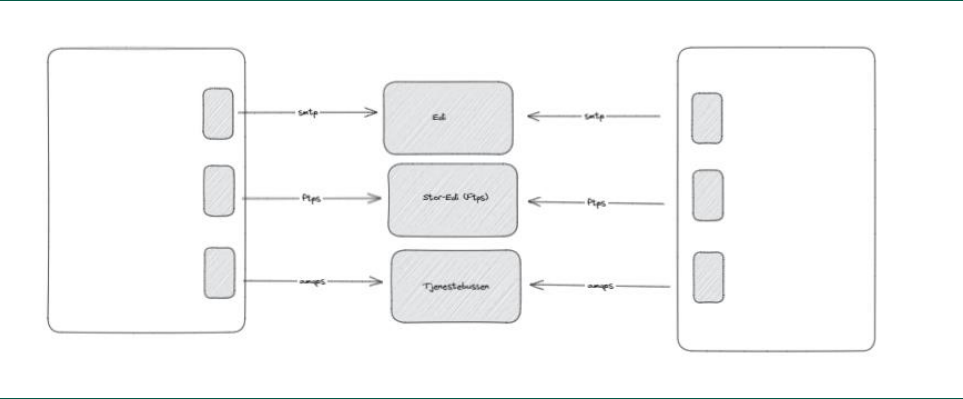 smtp
Edi
smtp
ftps
Stor-Edi (ftps)
ftps
amqps
Tjenestebussen
amqps